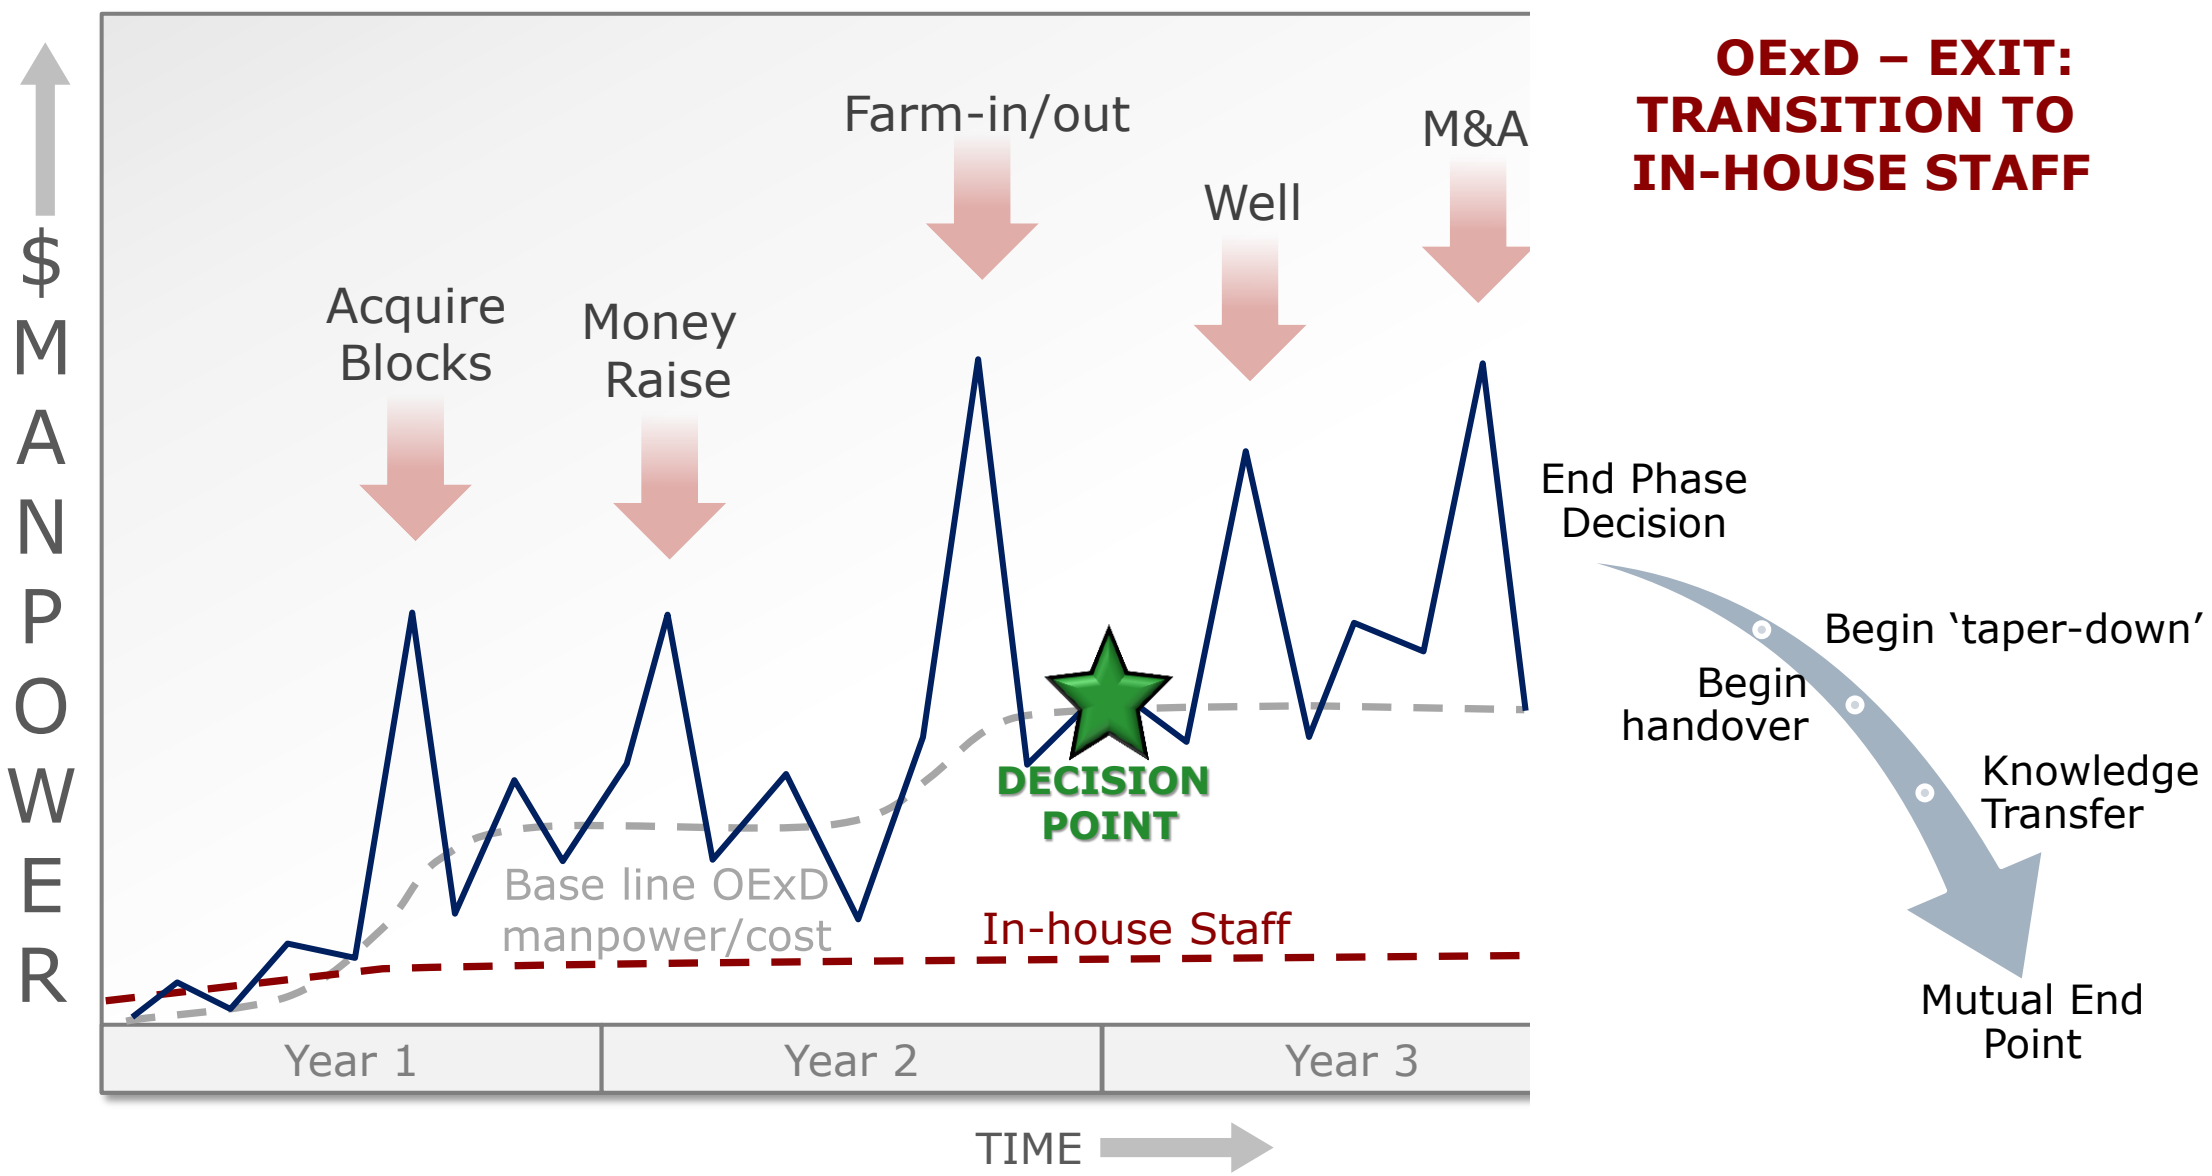 OExD – EXIT:
TRANSITION TO
IN-HOUSE STAFF
$MANPOWER
Farm-in/out
M&A
Well
Acquire
Blocks
Money
Raise
End Phase
Decision
Begin ‘taper-down’
Begin
handover
Knowledge
Transfer
Mutual End
Point
DECISION
POINT
Base line OExD
manpower/cost
In-house Staff
Year 1
Year 2
Year 3
TIME